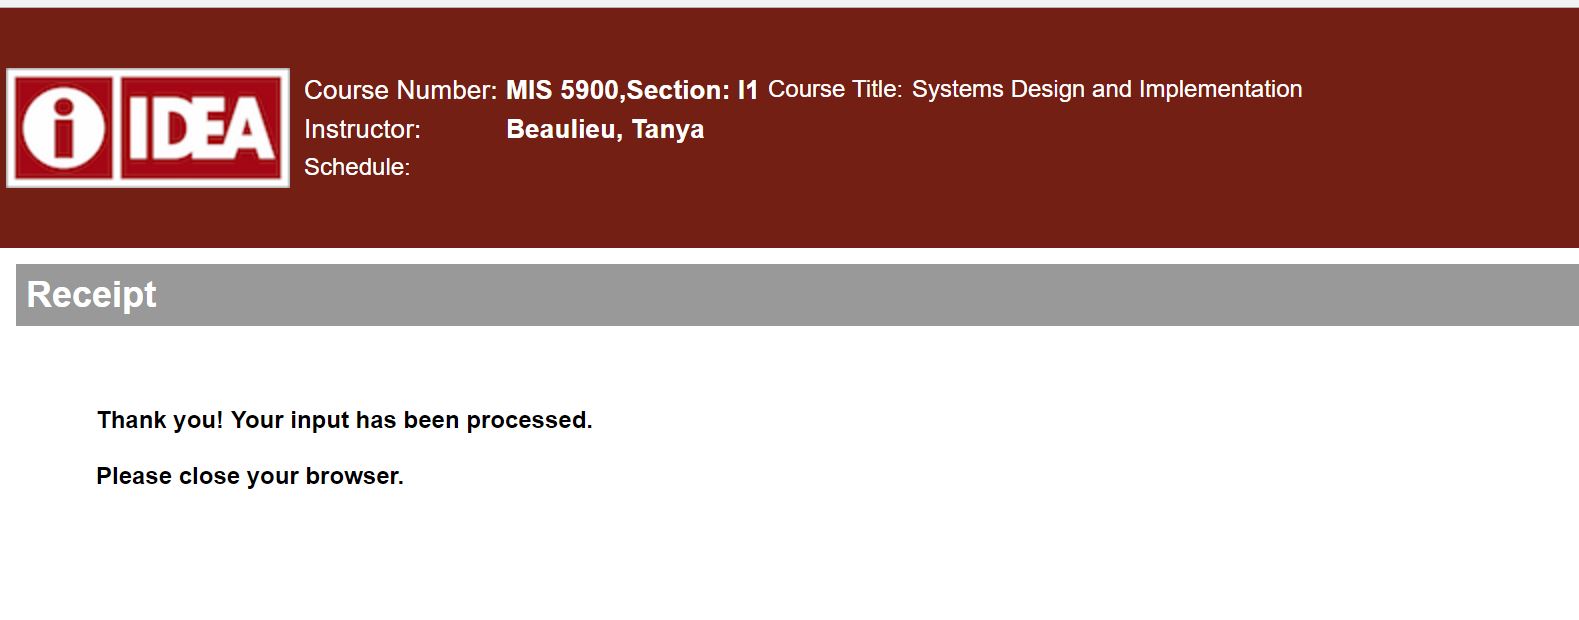 i IDEA
Course Number: MIS 5900,Section: I1 Course Title: Systems Design and Implementation
Instructor: Beaulieu, Tanya
Schedule:
Receipt
Thank you! Your input has been processed.
Please close your browser.